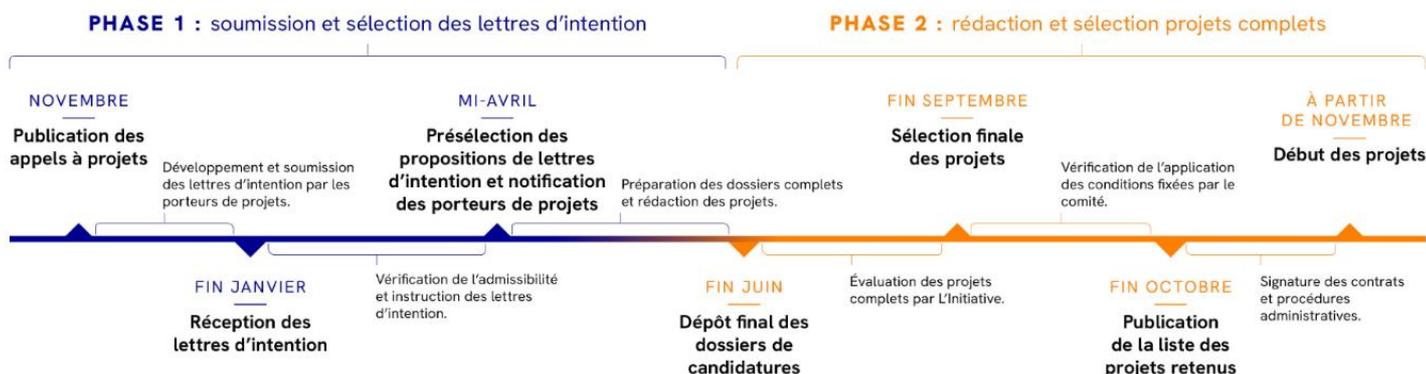 PHASE 1 : soumission et sélection des lettres d'intention
PHASE 2 : rédaction et sélection projets complets
NOVEMBRE
Publication des
appels à projets
Développement et soumission
des lettres d'intention par les
porteurs de projets.
MI-AVRIL
Présélection des
propositions de lettres
d'intention et notification
des porteurs de projets
Préparation des dossiers complets
et rédaction des projets.
FIN SEPTEMBRE
Sélection finale
des projets
Vérification de l'application
des conditions fixées par le
comité.
À PARTIR
DE NOVEMBRE
Début des projets
FIN JANVIER
Réception des
lettres d'intention
Vérification de l'admissibilité
et instruction des lettres
d'intention.
FIN JUIN
Dépôt final des
dossiers de
candidatures
Évaluation des projets
complets par L'Initiative.
FIN OCTOBRE
Publication
de la liste des
projets retenus
Signature des contrats
et procédures
administratives.